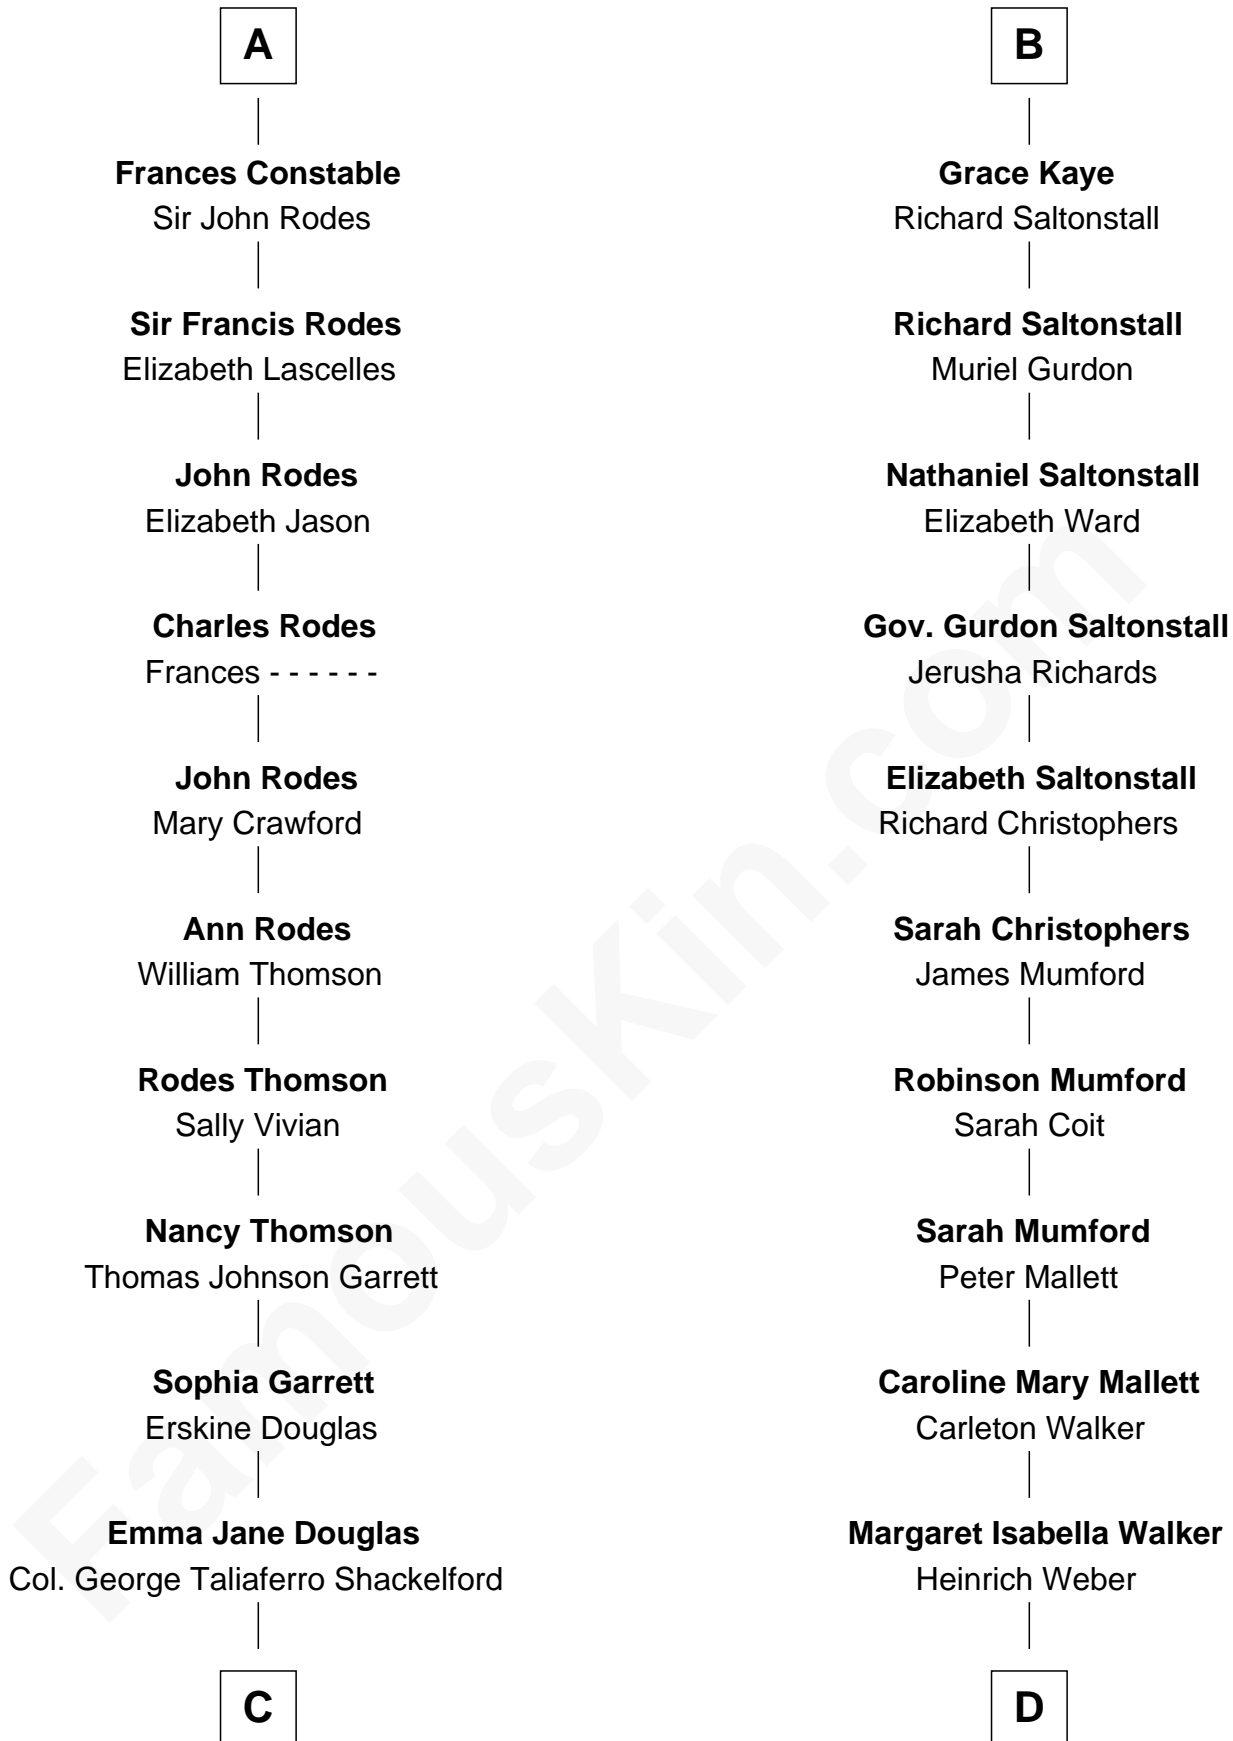 A
Frances Constable
Sir John Rodes
Sir Francis Rodes
Elizabeth Lascelles
John Rodes
Elizabeth Jason
Charles Rodes
Frances - - - - - -
John Rodes
Mary Crawford
Ann Rodes
William Thomson
Rodes Thomson
Sally Vivian
Nancy Thomson
Thomas Johnson Garrett
Sophia Garrett
Erskine Douglas
Emma Jane Douglas
Col. George Taliaferro Shackelford
C
B
Grace Kaye
Richard Saltonstall
Richard Saltonstall
Muriel Gurdon
Nathaniel Saltonstall
Elizabeth Ward
Gov. Gurdon Saltonstall
Jerusha Richards
Elizabeth Saltonstall
Richard Christophers
Sarah Christophers
James Mumford
Robinson Mumford
Sarah Coit
Sarah Mumford
Peter Mallett
Caroline Mary Mallett
Carleton Walker
Margaret Isabella Walker
Heinrich Weber
D
FamousKin.com